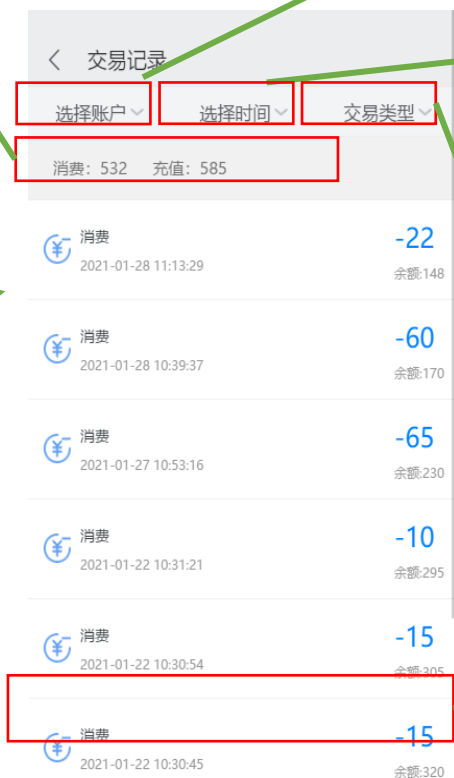 交易记录
选择账户 选择时间 交易类型
消费：532 充值：585
消费 -22
2021-01-28 11:13:29 余额:148
消费 -60
2021-01-28 10:39:37 余额:170
消费 -65
2021-01-27 10:53:16 余额:230
消费 -10
2021-01-22 10:31:21 余额:295
消费 -15
2021-01-22 10:30:54 余额:305
消费 -15
2021-01-22 10:30:45 余额:320